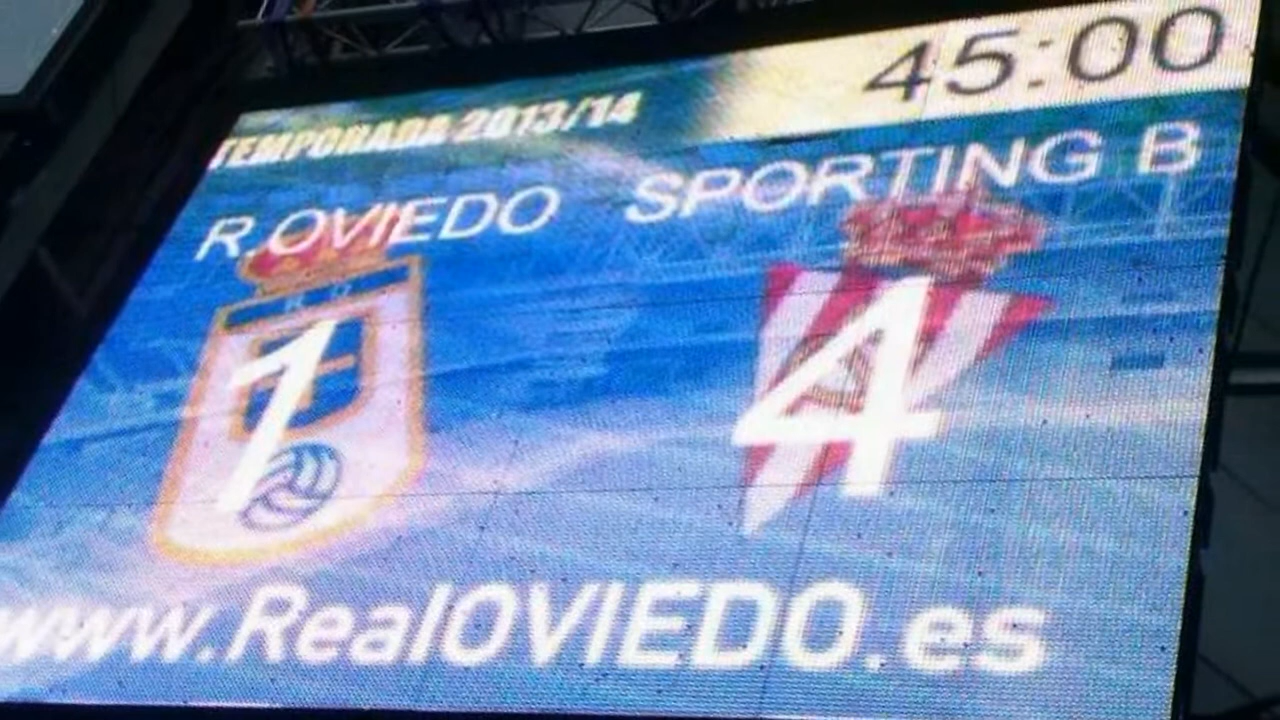 45:00
TEMPORADA 2013/14
R.OVIEDO SPORTING B
1 4
www.RealOVIEDO.es